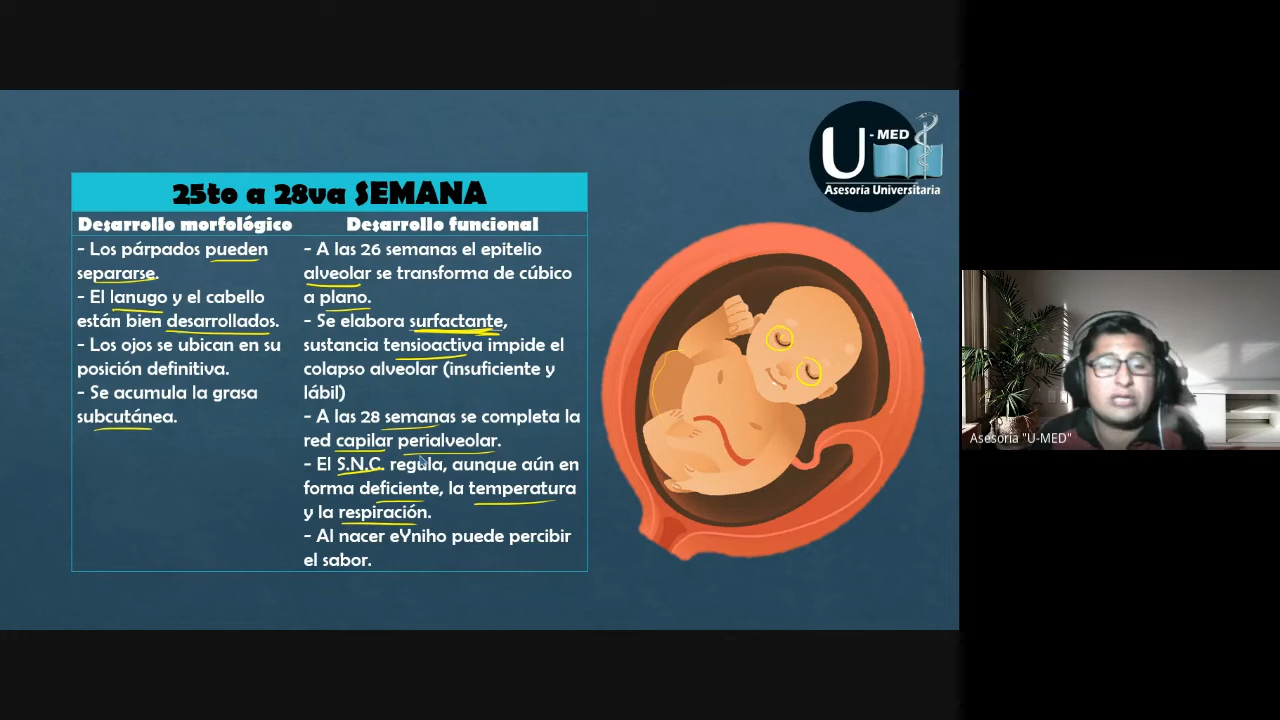 U - MED
Asesoría Universitaria
25to a 28va SEMANA
Desarrollo morfológico
- Los párpados pueden
separarse.
- El lanugo y el cabello
están bien desarrollados.
- Los ojos se ubican en su
posición definitiva.
- Se acumula la grasa
subcutánea.
Desarrollo funcional
- A las 26 semanas el epitelio
alveolar se transforma de cúbico
a plano.
- Se elabora surfactante,
sustancia tensioactiva impide el
colapso alveolar (insuficiente y
lábil)
- A las 28 semanas se completa la
red capilar perialveolar.
- El S.N.C. regula, aunque aún en
forma deficiente, la temperatura
y la respiración.
- Al nacer eYniho puede percibir
el sabor.
Asesoria "U-MED"